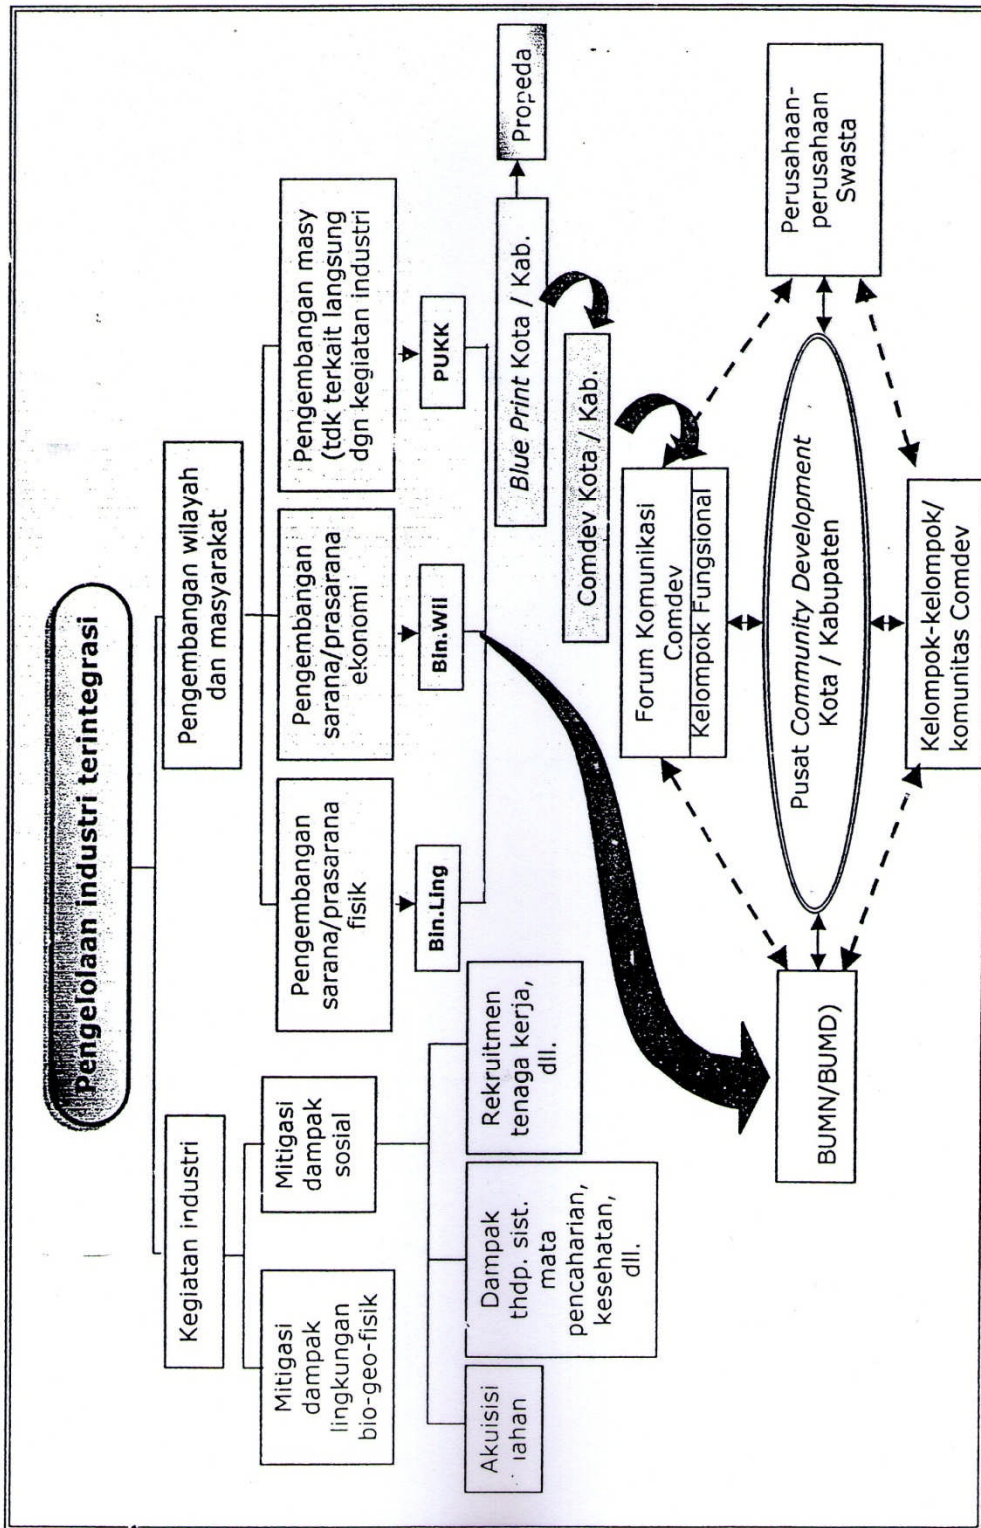 Pengelolaan industri terintegrasi
Kegiatan industri
Pengembangan wilayah
dan masyarakat
Mitigasi
dampak
lingkungan
bio-geo-fisik
Mitigasi
dampak
sosial
Pengembangan
sarana/prasarana
fisik
Pengembangan
sarana/prasarana
ekonomi
Pengembangan masy
(tdk terkait langsung
dgn kegiatan industri
Bin.Ling
Bin.Wil
PUKK
Akuisisi
lahan
Dampak
thdp. sist.
mata
pencaharian,
kesehatan,
dll.
Rekruitmen
tenaga kerja,
dll.
Blue Print Kota / Kab.
Propeda
Comdev Kota / Kab.
Forum Komunikasi
Comdev
Kelompok Fungsional
BUMN/BUMD)
Pusat Community Development
Kota / Kabupaten
Perusahaan-
perusahaan
Swasta
Kelompok-kelompok/
komunitas Comdev